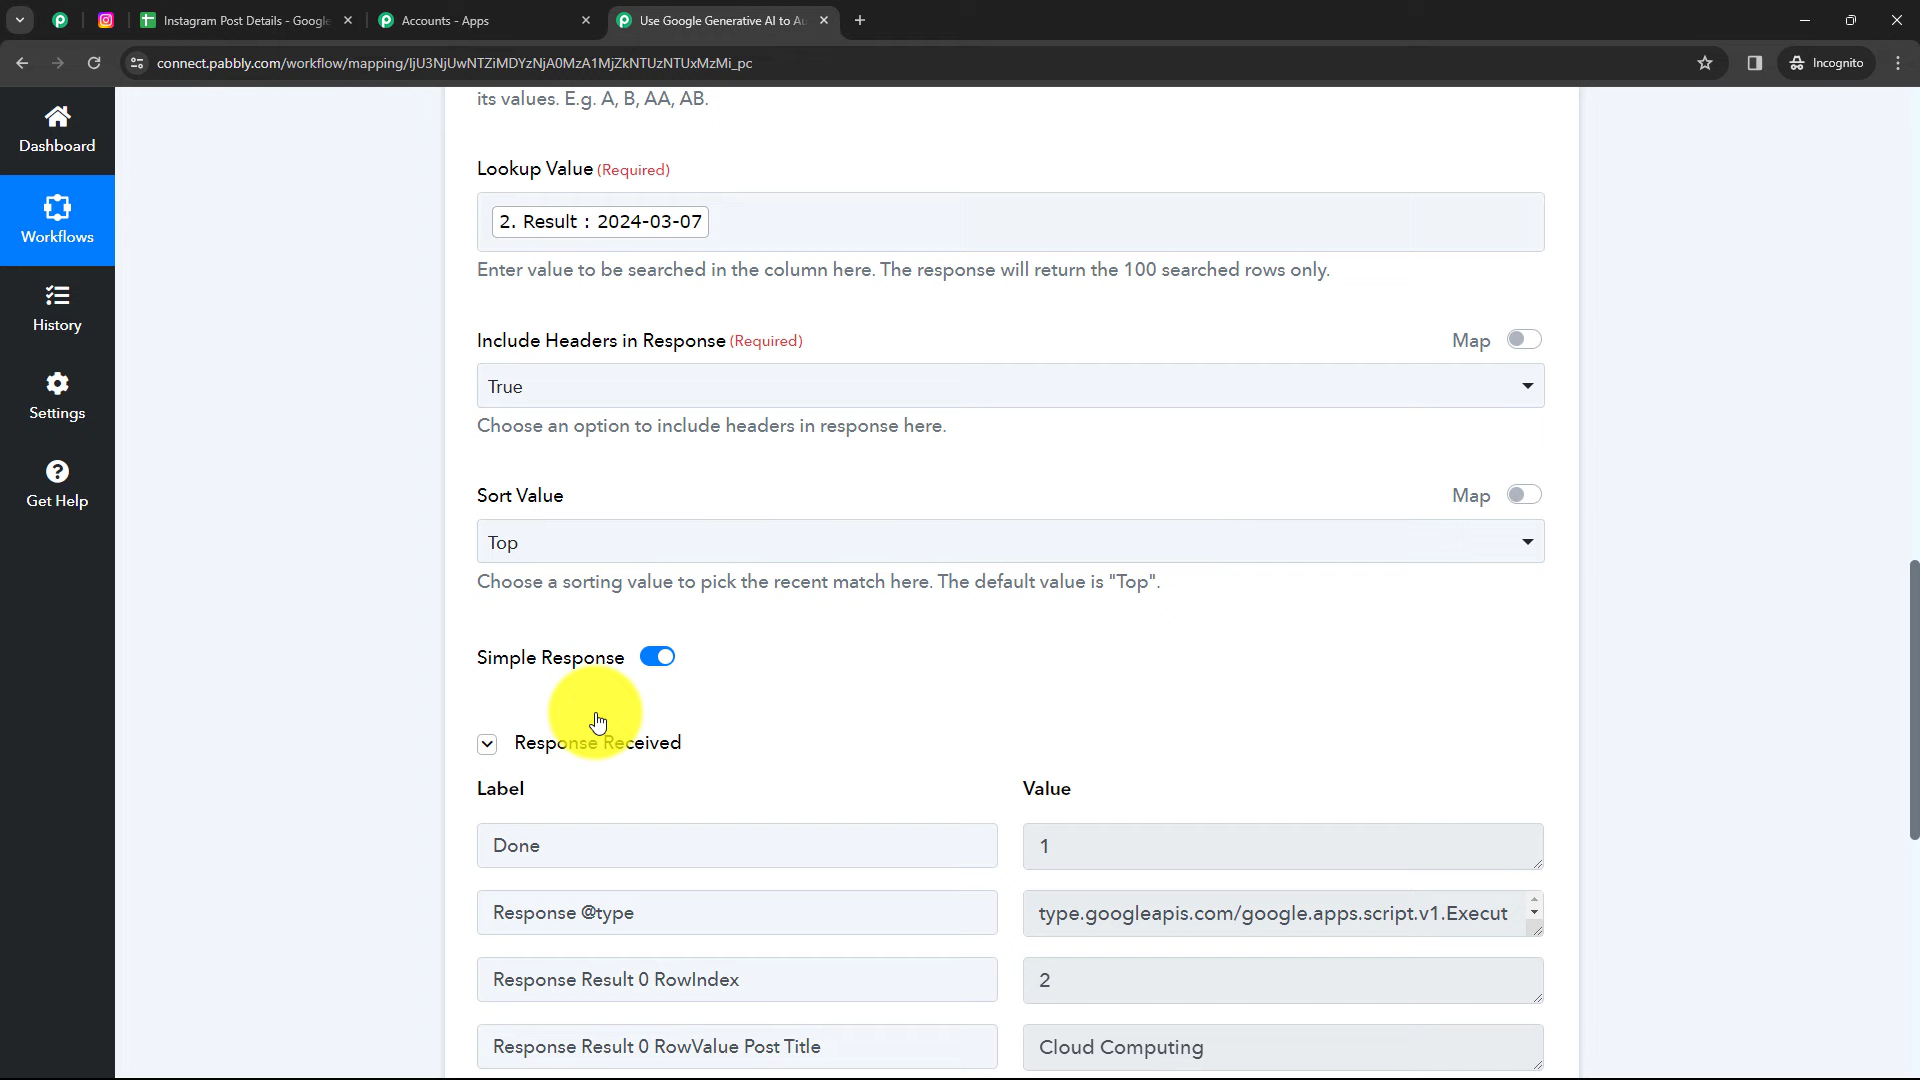 Instagram Post Details - Google
Accounts - Apps
Use Google Generative AI to Au
connect.pabbly.com/workflow/mapping/IjU3NjUwNTZiMDYzNjA0MzA1MjZkNTUzNTUxMzMi_pc
Incognito
Dashboard
Workflows
History
Settings
Get Help
its values. E.g. A, B, AA, AB.
Lookup Value (Required)
2. Result : 2024-03-07
Enter value to be searched in the column here. The response will return the 100 searched rows only.
Include Headers in Response (Required)
Map
True
Choose an option to include headers in response here.
Sort Value
Map
Top
Choose a sorting value to pick the recent match here. The default value is "Top".
Simple Response
Response Received
Label
Value
Done
1
Response @type
type.googleapis.com/google.apps.script.v1.Execut
Response Result 0 RowIndex
2
Response Result 0 RowValue Post Title
Cloud Computing